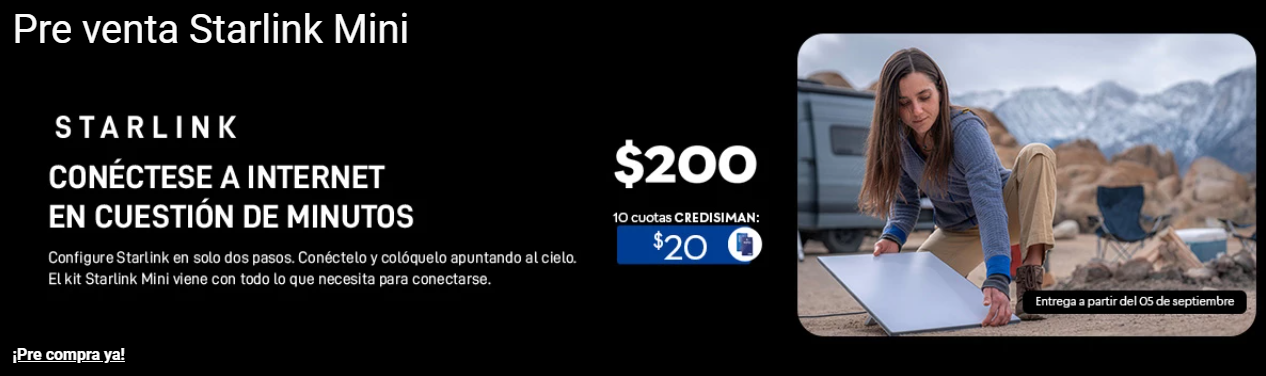 Pre venta Starlink Mini
STARLINK
CONÉCTESE A INTERNET
EN CUESTIÓN DE MINUTOS
Configure Starlink en solo dos pasos. Conéctelo y colóquelo apuntando al cielo.
El kit Starlink Mini viene con todo lo que necesita para conectarse.
$200
10 cuotas CREDISIMAN:
$20
Entrega a partir del 05 de septiembre
¡Pre compra ya!